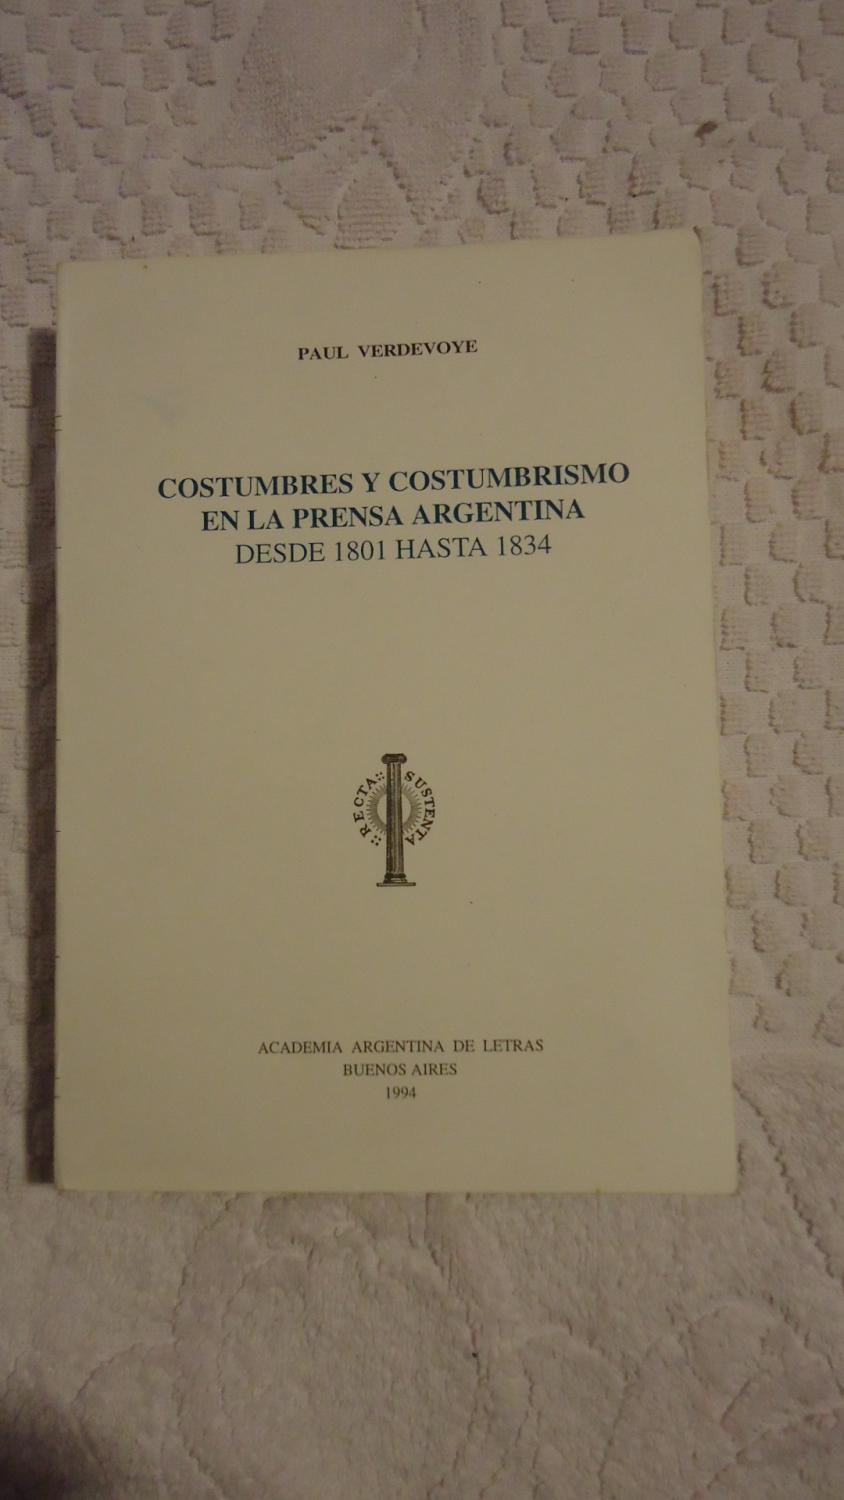 PAUL VERDEVOYE
COSTUMBRES Y COSTUMBRISMO
EN LA PRENSA ARGENTINA
DESDE 1801 HASTA 1834
:: RECTA :: SUSTENTA
ACADEMIA ARGENTINA DE LETRAS
BUENOS AIRES
1994